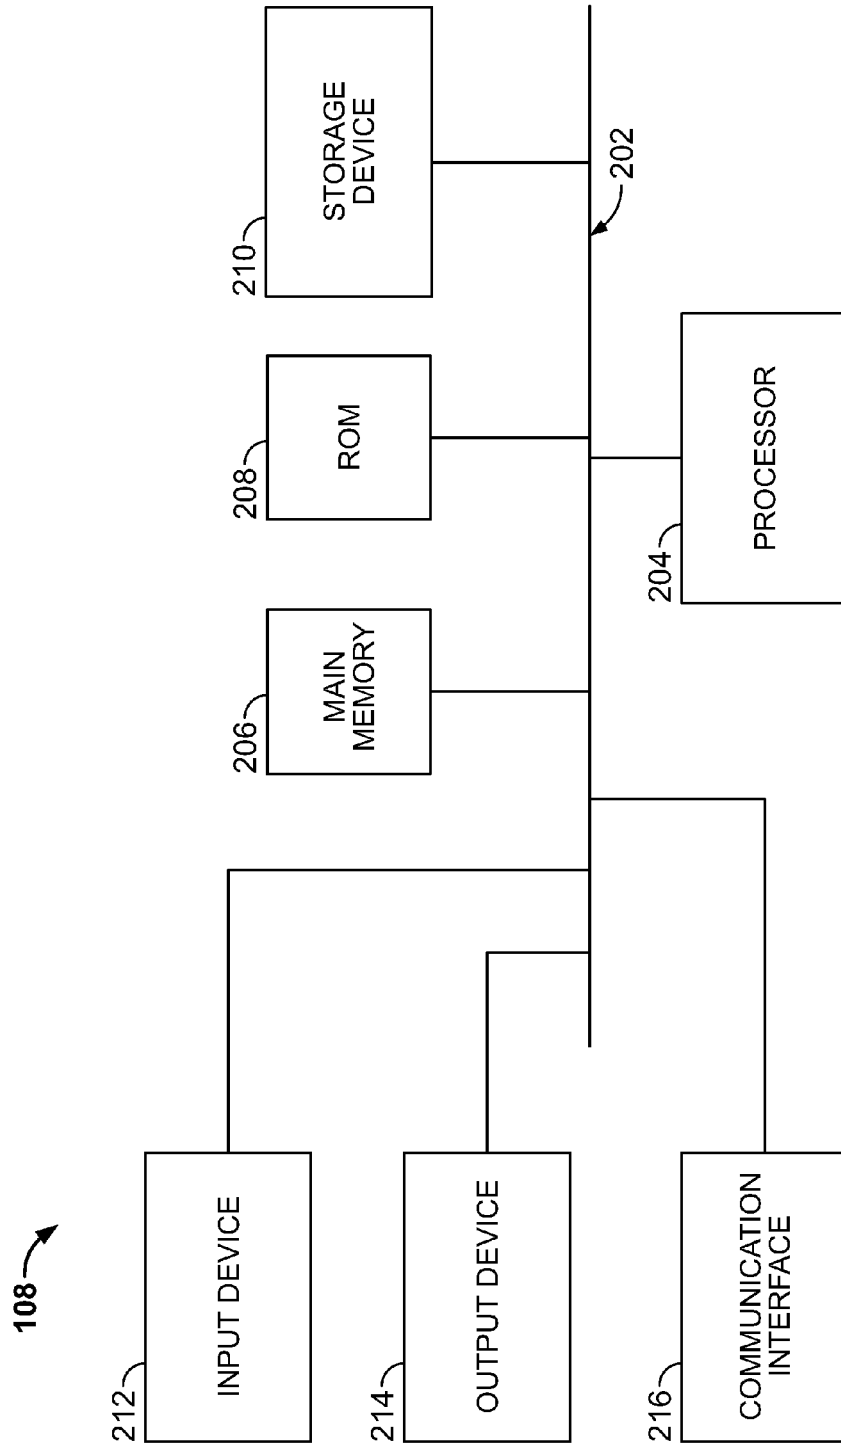 108
212
INPUT DEVICE
214
OUTPUT DEVICE
216
COMMUNICATION
INTERFACE
206
MAIN
MEMORY
208
ROM
210
STORAGE
DEVICE
202
204
PROCESSOR